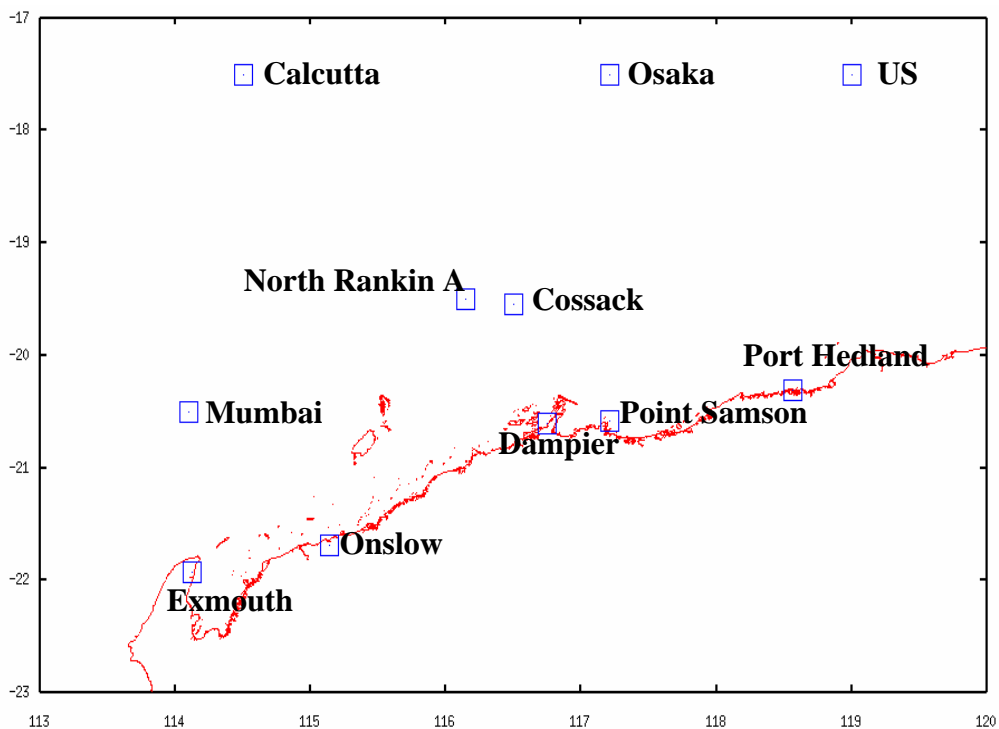 -17
Calcutta Osaka US
-18
-19
North Rankin A
Cossack
-20
Port Hedland
Mumbai
Point Samson
Dampier
-21
Onslow
-22
Exmouth
-23
113 114 115 116 117 118 119 120